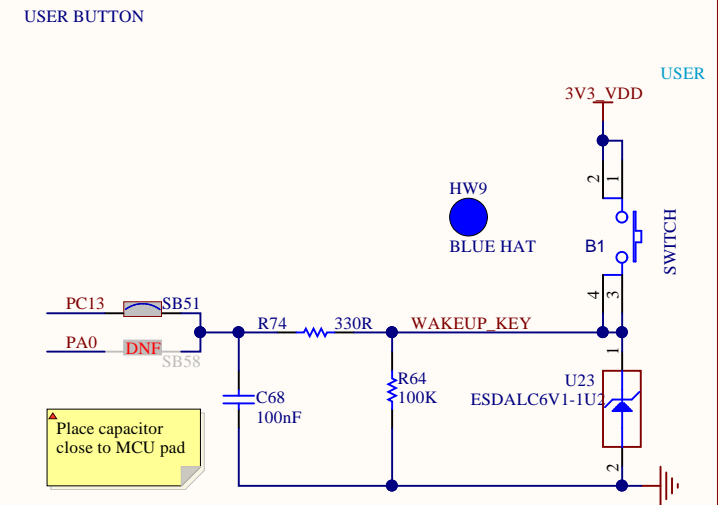 USER BUTTON
USER
3V3_VDD
2
1
HW9
BLUE HAT
B1
SWITCH
4
3
PC13
SB51
R74
330R
WAKEUP_KEY
PA0
DNF
SB58
1
R64
100K
U23
ESDALC6V1-1U2
C68
100nF
Place capacitor
close to MCU pad
2